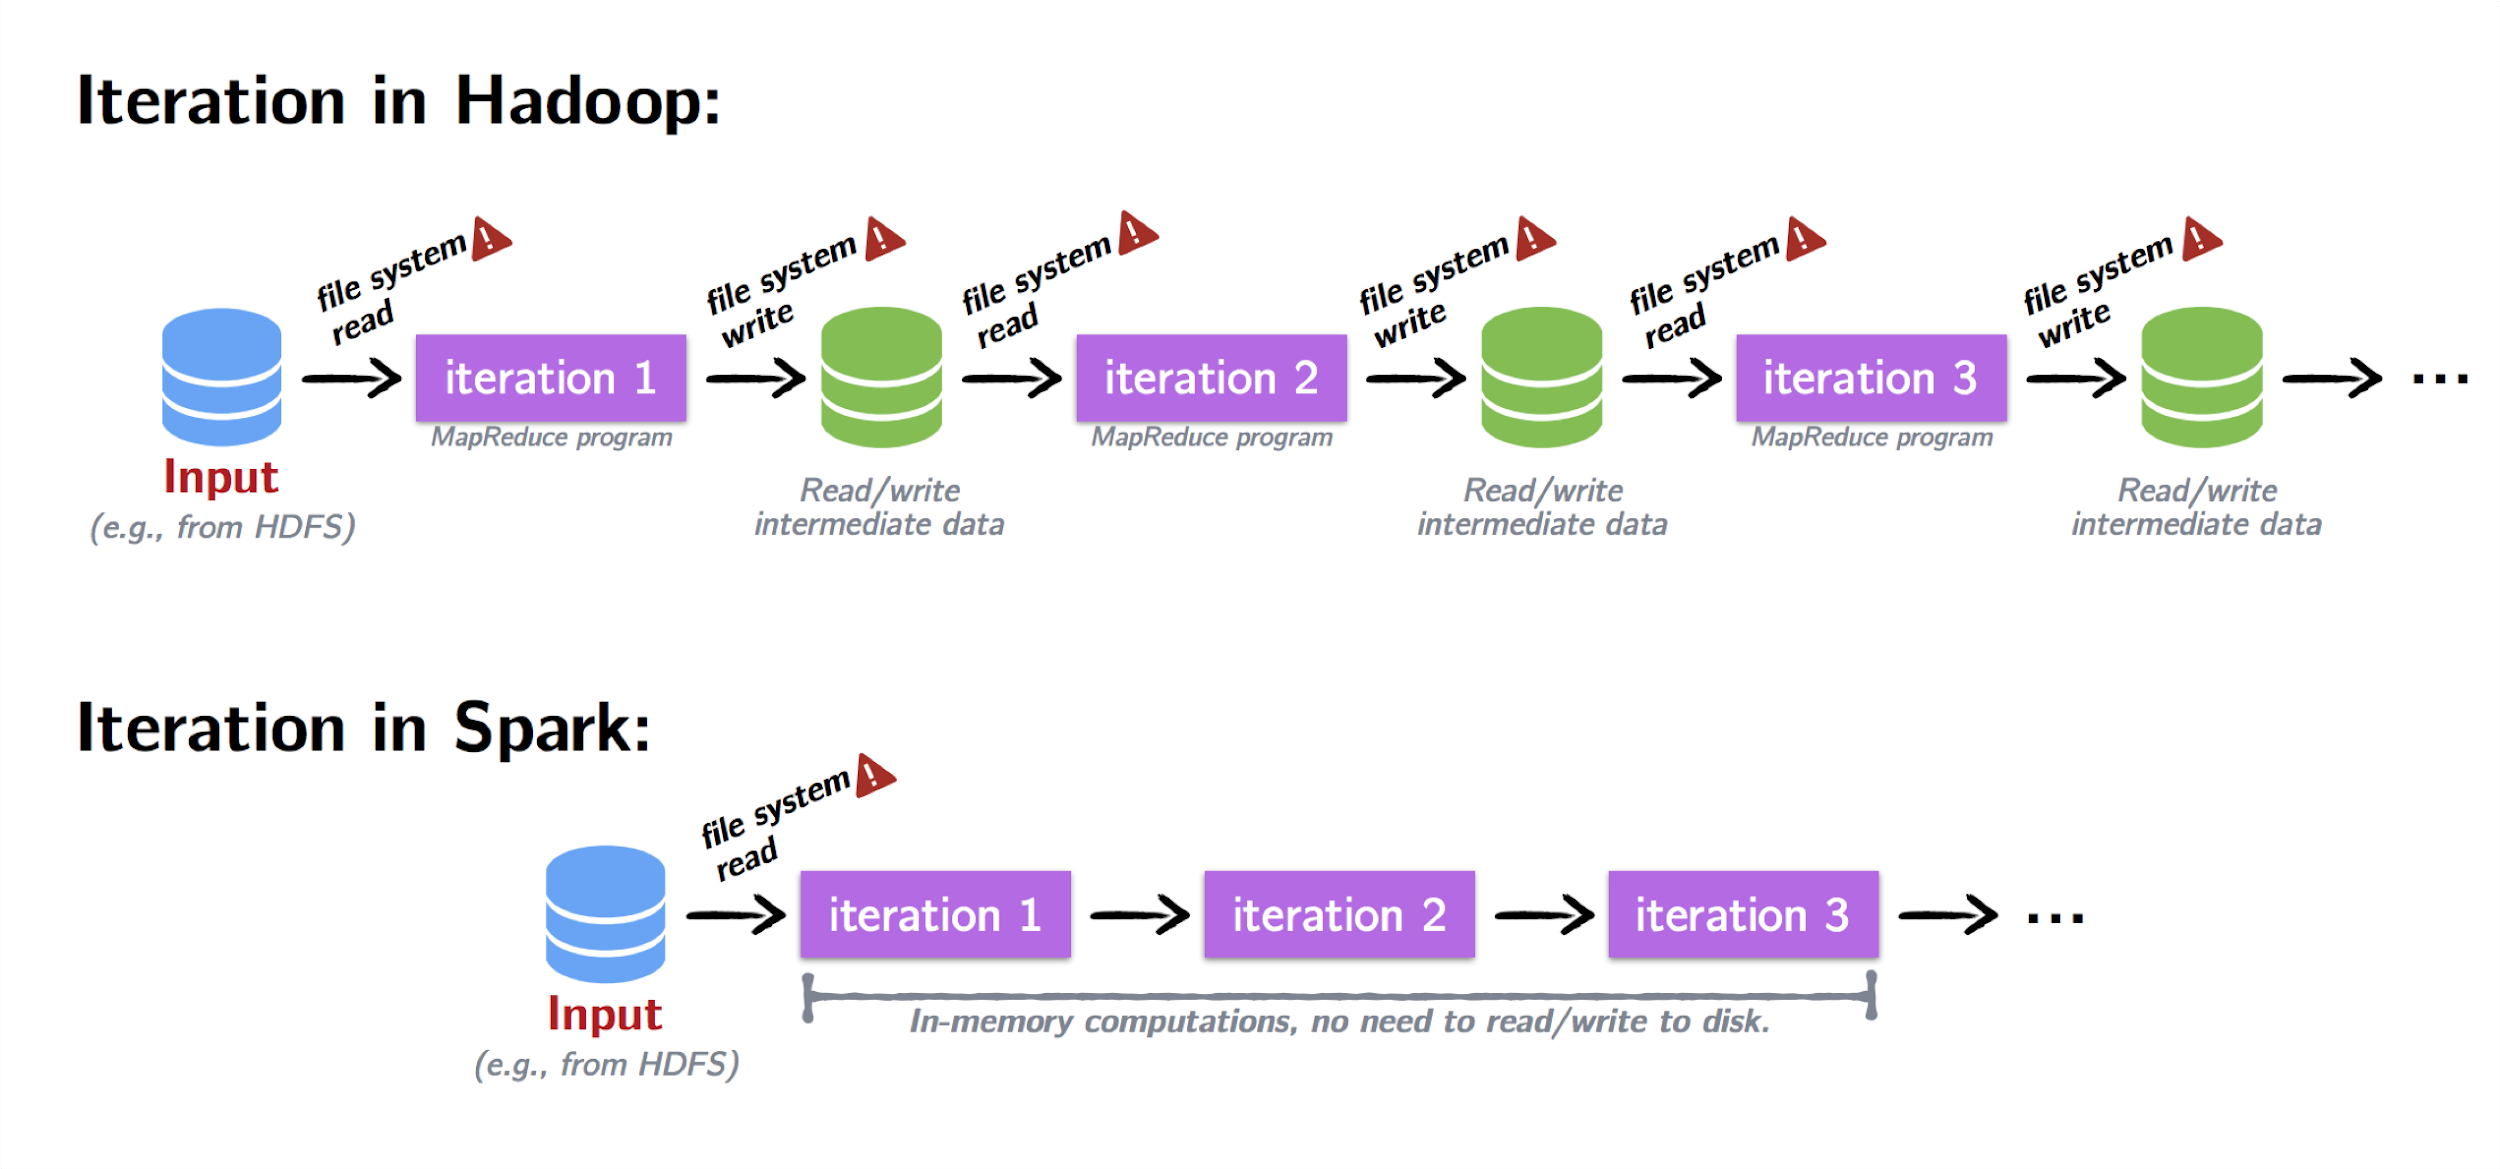 Iteration in Hadoop:
file system
read
file system
write
file system
read
file system
write
file system
read
file system
write
iteration 1
iteration 2
iteration 3
...
MapReduce program
MapReduce program
MapReduce program
Input
(e.g., from HDFS)
Read/write
intermediate data
Read/write
intermediate data
Read/write
intermediate data
Iteration in Spark:
file system
read
iteration 1
iteration 2
iteration 3
...
Input
(e.g., from HDFS)
In-memory computations, no need to read/write to disk.